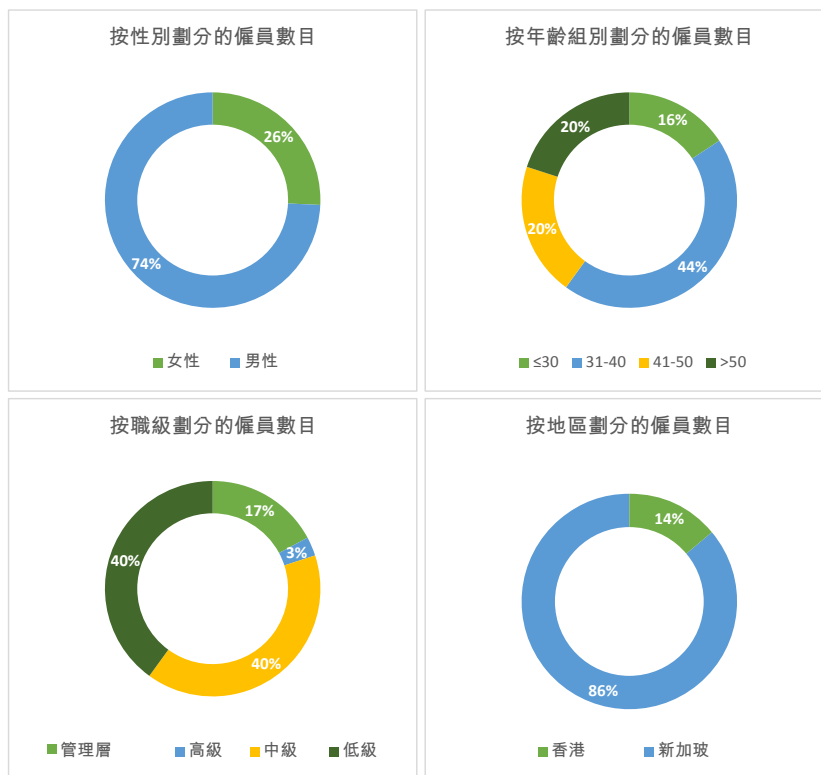 按性別劃分的僱員數目
26%
74%
女性 男性
按年齡組別劃分的僱員數目
16%
20%
20%
44%
≤30 31-40 41-50 >50
按職級劃分的僱員數目
17%
3%
40%
40%
管理層 高級 中級 低級
按地區劃分的僱員數目
14%
86%
香港 新加玻